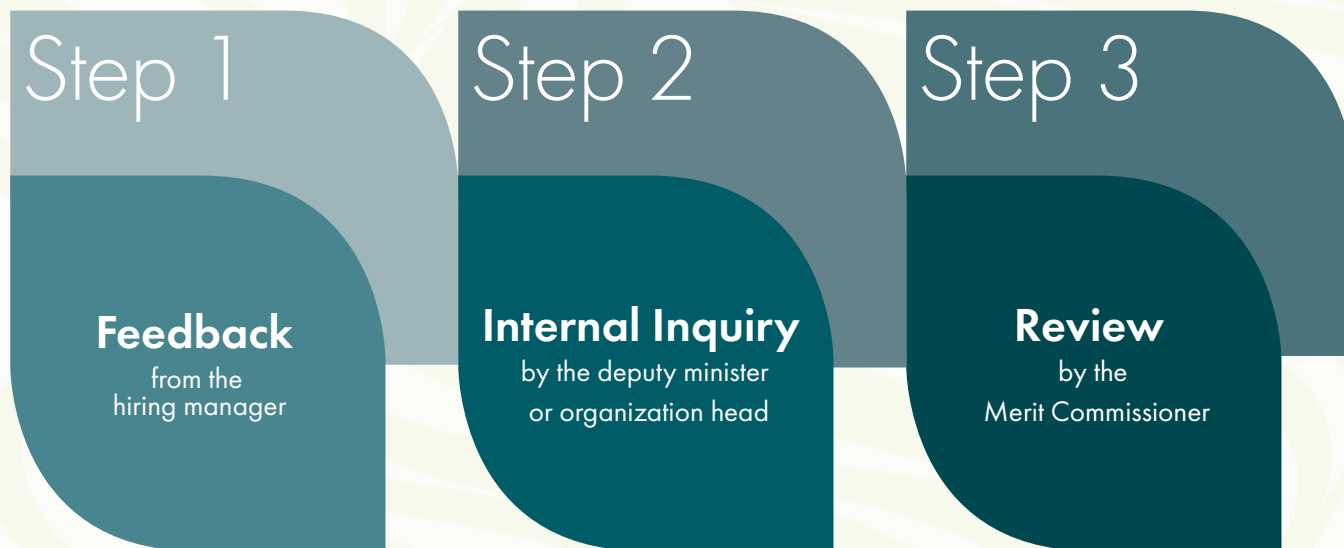 Step 1
Feedback
from the
hiring manager
Step 2
Internal Inquiry
by the deputy minister
or organization head
Step 3
Review
by the
Merit Commissioner